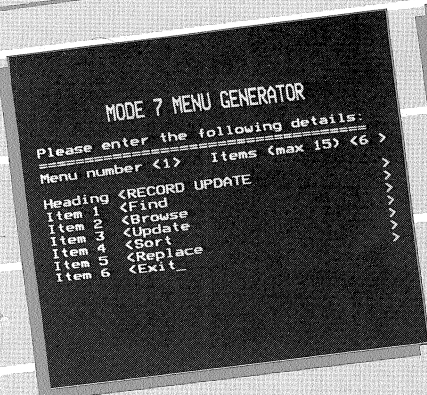 MODE 7 MENU GENERATOR
Please enter the following details:
===================================
Menu number <1> Items (max 15) <6 >
Heading <RECORD UPDATE >
Item 1 <Find >
Item 2 <Browse >
Item 3 <Update >
Item 4 <Sort >
Item 5 <Replace >
Item 6 <Exit_ >